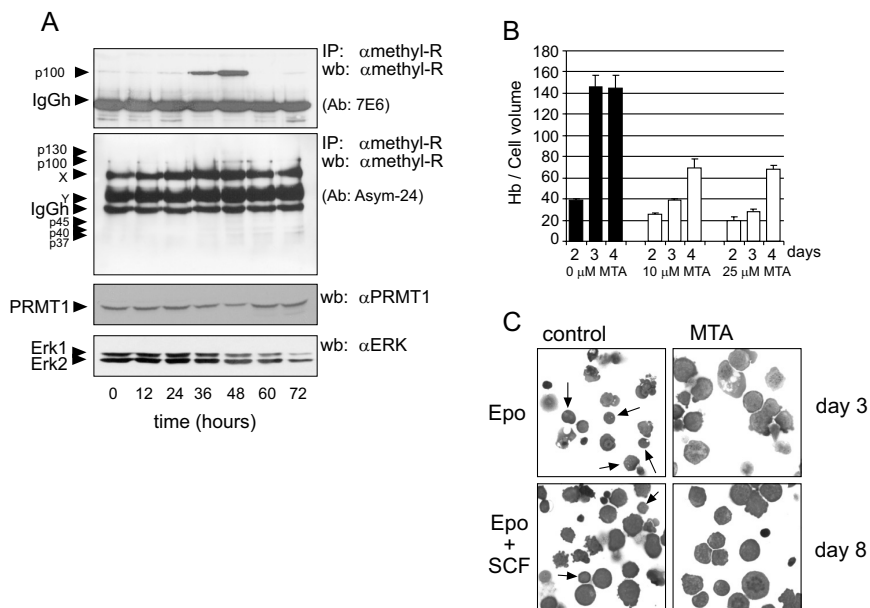 A
p100
IgGh
IP: αmethyl-R
wb: αmethyl-R
(Ab: 7E6)
p130
p100
X
Y
IgGh
p45
p40
p37
IP: αmethyl-R
wb: αmethyl-R
(Ab: Asym-24)
PRMT1
wb: αPRMT1
Erk1
Erk2
wb: αERK
0 12 24 36 48 60 72
time (hours)
B
Hb / Cell volume
180
160
140
120
100
80
60
40
20
0
2 3 4 2 3 4 2 3 4 days
0 µM MTA 10 µM MTA 25 µM MTA
C
control MTA
Epo
day 3
Epo
+
SCF
day 8